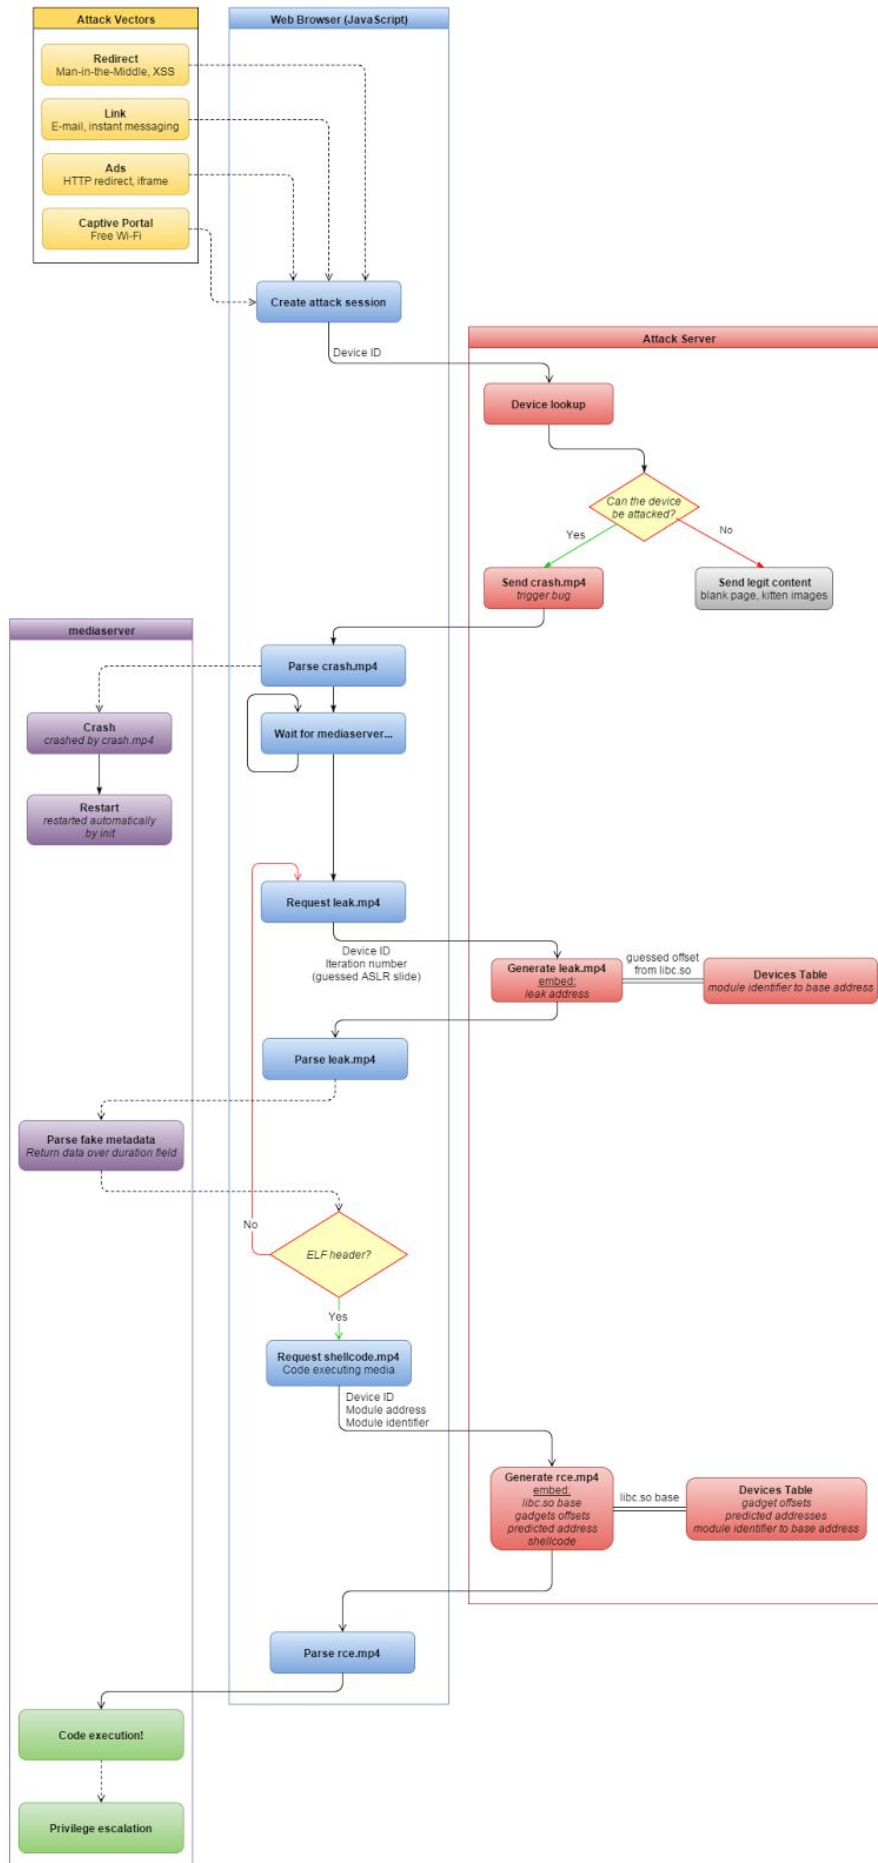 Attack Vectors
Web Browser (JavaScript)
Redirect
Man-in-the-Middle, XSS
Link
E-mail, instant messaging
Ads
HTTP redirect, iframe
Captive Portal
Free Wi-Fi
Create attack session
Device ID
Attack Server
Device lookup
Can the device
be attacked?
Yes
No
Send crash.mp4
trigger bug
Send legit content
blank page, kitten images
mediaserver
Parse crash.mp4
Crash
crashed by crash.mp4
Wait for mediaserver...
Restart
restarted automatically
by init
Request leak.mp4
Device ID
Iteration number
(guessed ASLR slide)
Generate leak.mp4
embed:
leak address
guessed offset
from libc.so
Devices Table
module identifier to base address
Parse leak.mp4
Parse fake metadata
Return data over duration field
No
ELF header?
Yes
Request shellcode.mp4
Code executing media
Device ID
Module address
Module identifier
Generate rce.mp4
embed:
libc.so base
gadgets offsets
predicted address
shellcode
libc.so base
Devices Table
gadget offsets
predicted addresses
module identifier to base address
Parse rce.mp4
Code execution!
Privilege escalation